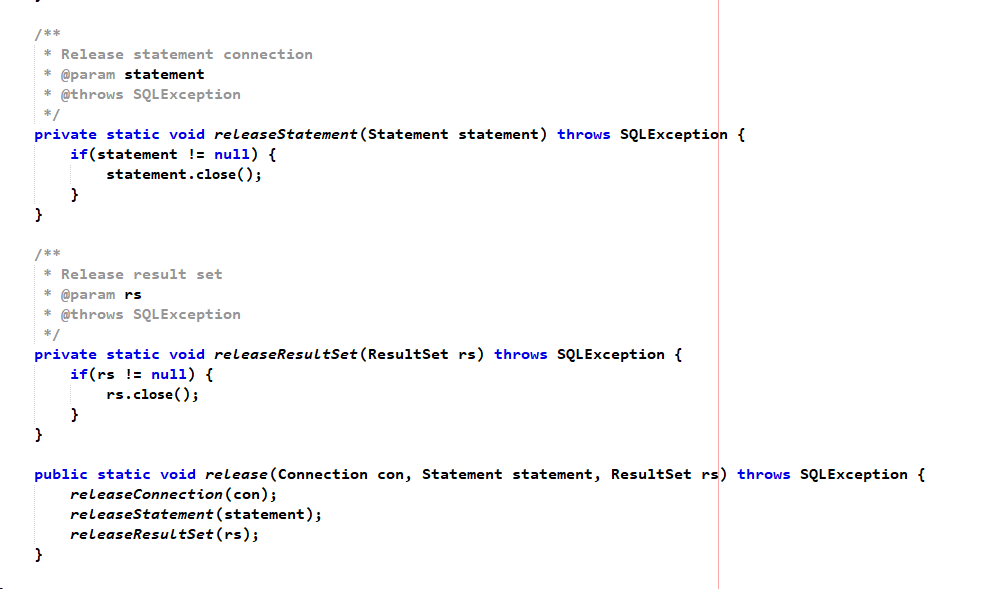 /**
 * Release statement connection
 * @param statement
 * @throws SQLException
 */
private static void releaseStatement(Statement statement) throws SQLException {
    if(statement != null) {
        statement.close();
    }
}

/**
 * Release result set
 * @param rs
 * @throws SQLException
 */
private static void releaseResultSet(ResultSet rs) throws SQLException {
    if(rs != null) {
        rs.close();
    }
}

public static void release(Connection con, Statement statement, ResultSet rs) throws SQLException {
    releaseConnection(con);
    releaseStatement(statement);
    releaseResultSet(rs);
}